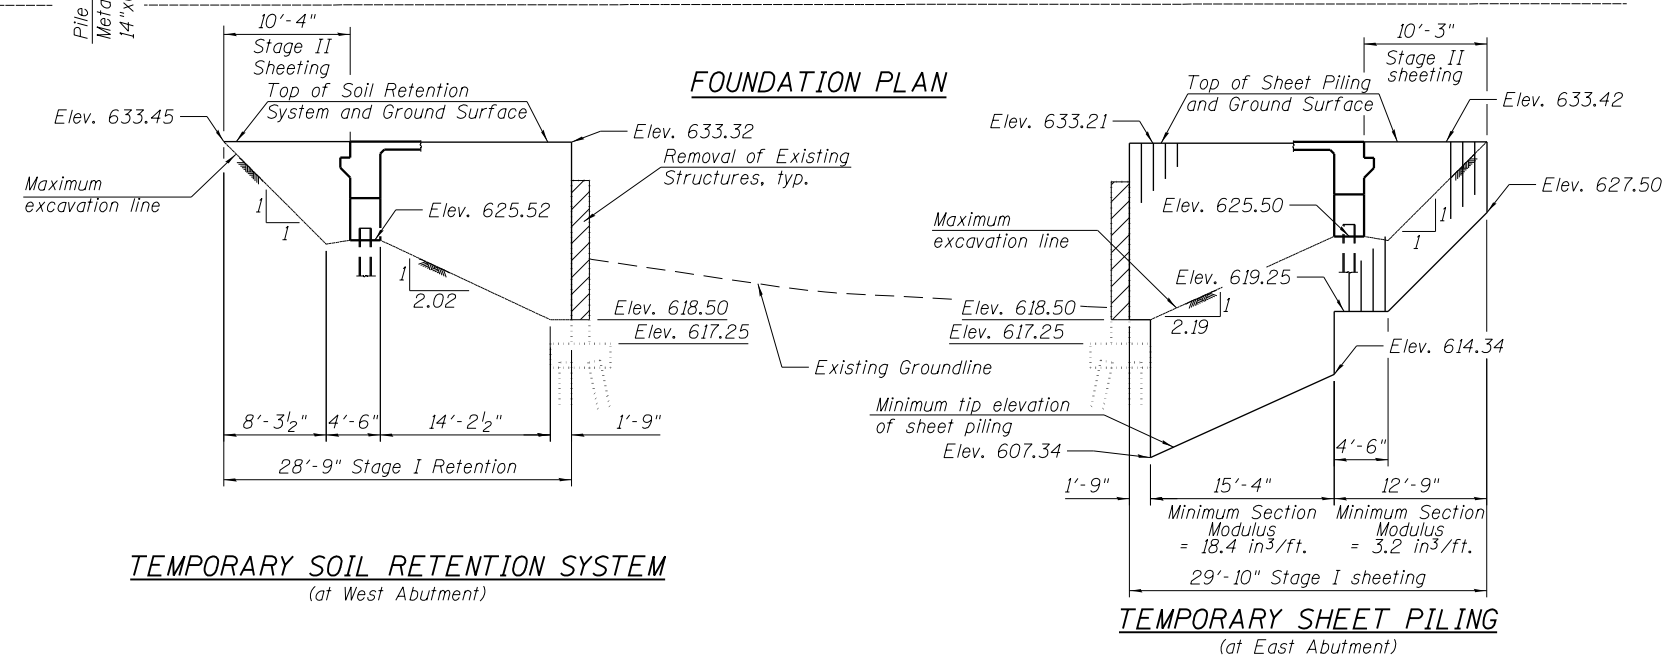 Pile
Meta
14"x
FOUNDATION PLAN
10'-4"
Stage II
Sheeting
Top of Soil Retention
System and Ground Surface
Elev. 633.45
Elev. 633.32
Removal of Existing
Structures, typ.
Maximum
excavation line
1
1
Elev. 625.52
1
2.02
Elev. 618.50
Elev. 617.25
Existing Groundline
8'-3½"
4'-6"
14'-2½"
1'-9"
28'-9" Stage I Retention
TEMPORARY SOIL RETENTION SYSTEM
(at West Abutment)
10'-3"
Stage II
sheeting
Top of Sheet Piling
and Ground Surface
Elev. 633.21
Elev. 633.42
Elev. 627.50
Elev. 625.50
Maximum
excavation line
1
1
Elev. 619.25
Elev. 618.50
Elev. 617.25
1
2.19
Elev. 614.34
Minimum tip elevation
of sheet piling
Elev. 607.34
4'-6"
1'-9"
15'-4"
12'-9"
Minimum Section
Modulus
= 18.4 in³/ft.
Minimum Section
Modulus
= 3.2 in³/ft.
29'-10" Stage I sheeting
TEMPORARY SHEET PILING
(at East Abutment)